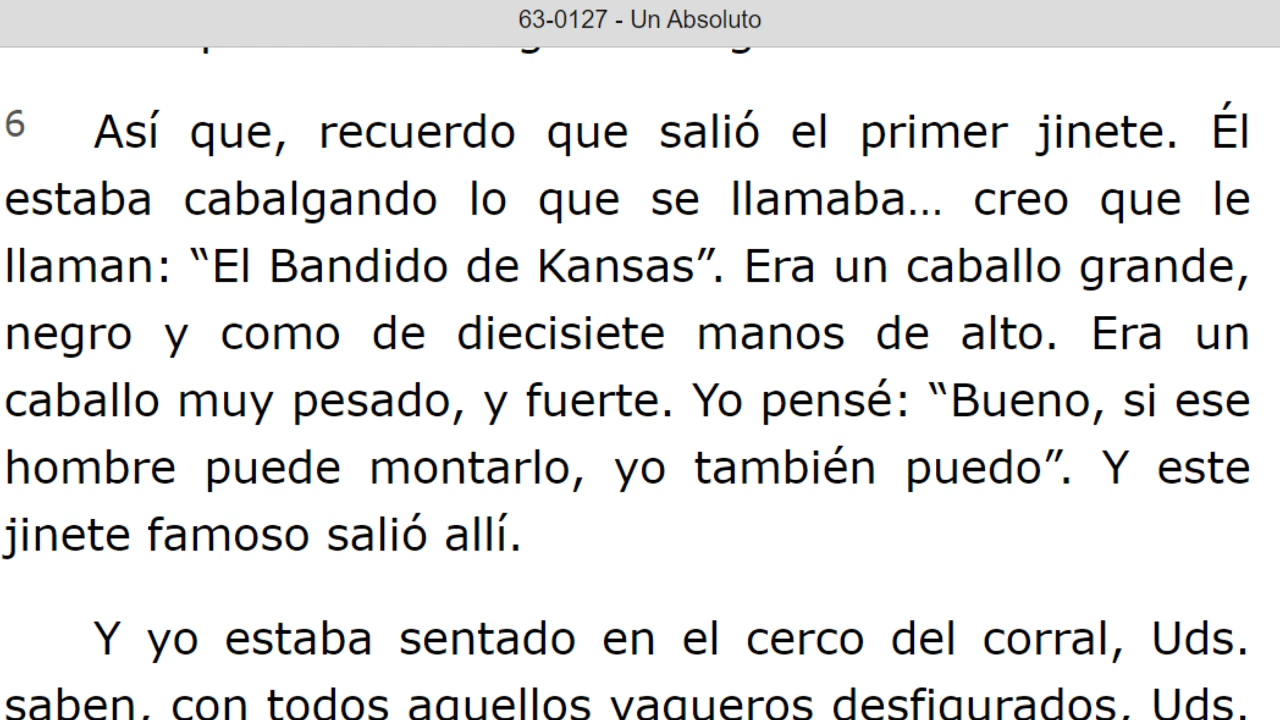 63-0127 - Un Absoluto
6 Así que, recuerdo que salió el primer jinete. Él
estaba cabalgando lo que se llamaba… creo que le
llaman: “El Bandido de Kansas”. Era un caballo grande,
negro y como de diecisiete manos de alto. Era un
caballo muy pesado, y fuerte. Yo pensé: “Bueno, si ese
hombre puede montarlo, yo también puedo”. Y este
jinete famoso salió allí.
Y yo estaba sentado en el cerco del corral, Uds.
saben, con todos aquellos vaqueros desfigurados, Uds.